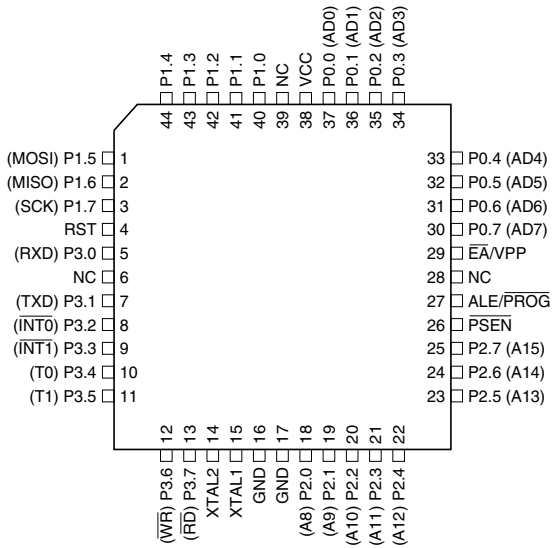 44 P1.4
43 P1.3
42 P1.2
41 P1.1
40 P1.0
39 NC
38 VCC
37 P0.0 (AD0)
36 P0.1 (AD1)
35 P0.2 (AD2)
34 P0.3 (AD3)
(MOSI) P1.5 1
(MISO) P1.6 2
(SCK) P1.7 3
RST 4
(RXD) P3.0 5
NC 6
(TXD) P3.1 7
(INT0) P3.2 8
(INT1) P3.3 9
(T0) P3.4 10
(T1) P3.5 11
33 P0.4 (AD4)
32 P0.5 (AD5)
31 P0.6 (AD6)
30 P0.7 (AD7)
29 EA/VPP
28 NC
27 ALE/PROG
26 PSEN
25 P2.7 (A15)
24 P2.6 (A14)
23 P2.5 (A13)
(WR) P3.6 12
(RD) P3.7 13
XTAL2 14
XTAL1 15
GND 16
GND 17
(A8) P2.0 18
(A9) P2.1 19
(A10) P2.2 20
(A11) P2.3 21
(A12) P2.4 22